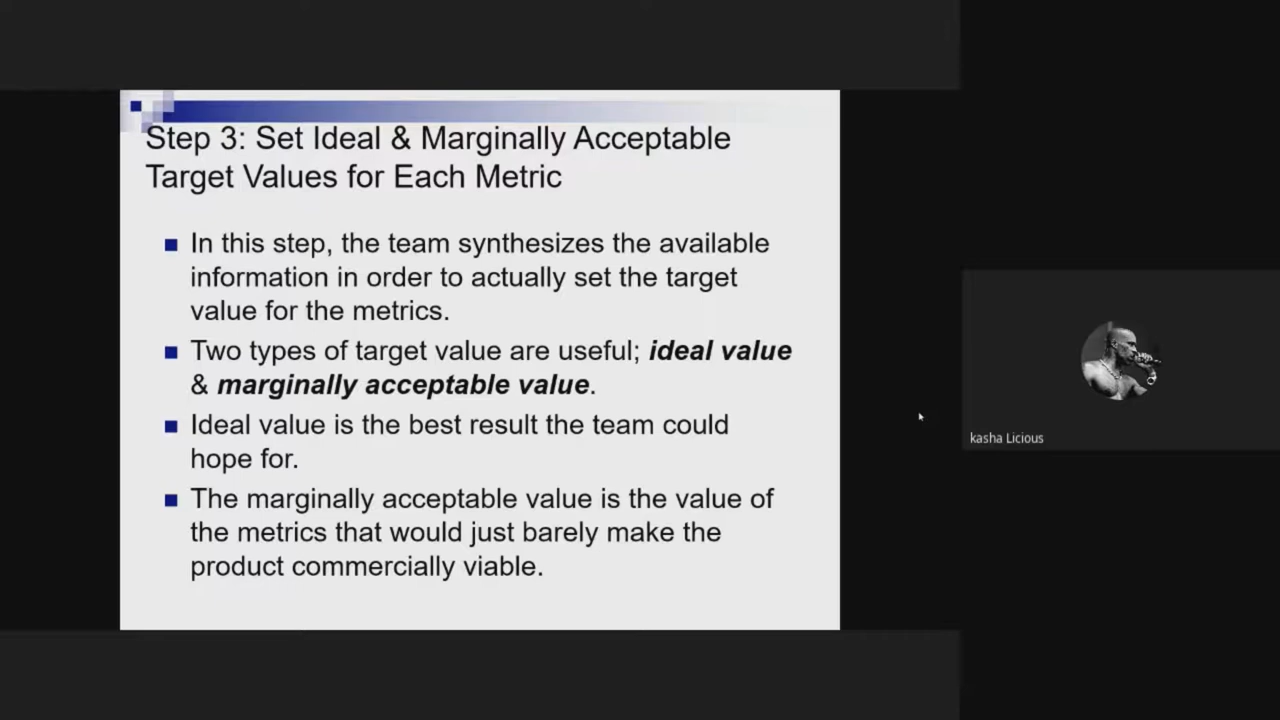 Step 3: Set Ideal & Marginally Acceptable
Target Values for Each Metric
In this step, the team synthesizes the available
information in order to actually set the target
value for the metrics.
Two types of target value are useful; ideal value
& marginally acceptable value.
Ideal value is the best result the team could
hope for.
The marginally acceptable value is the value of
the metrics that would just barely make the
product commercially viable.
kasha Licious